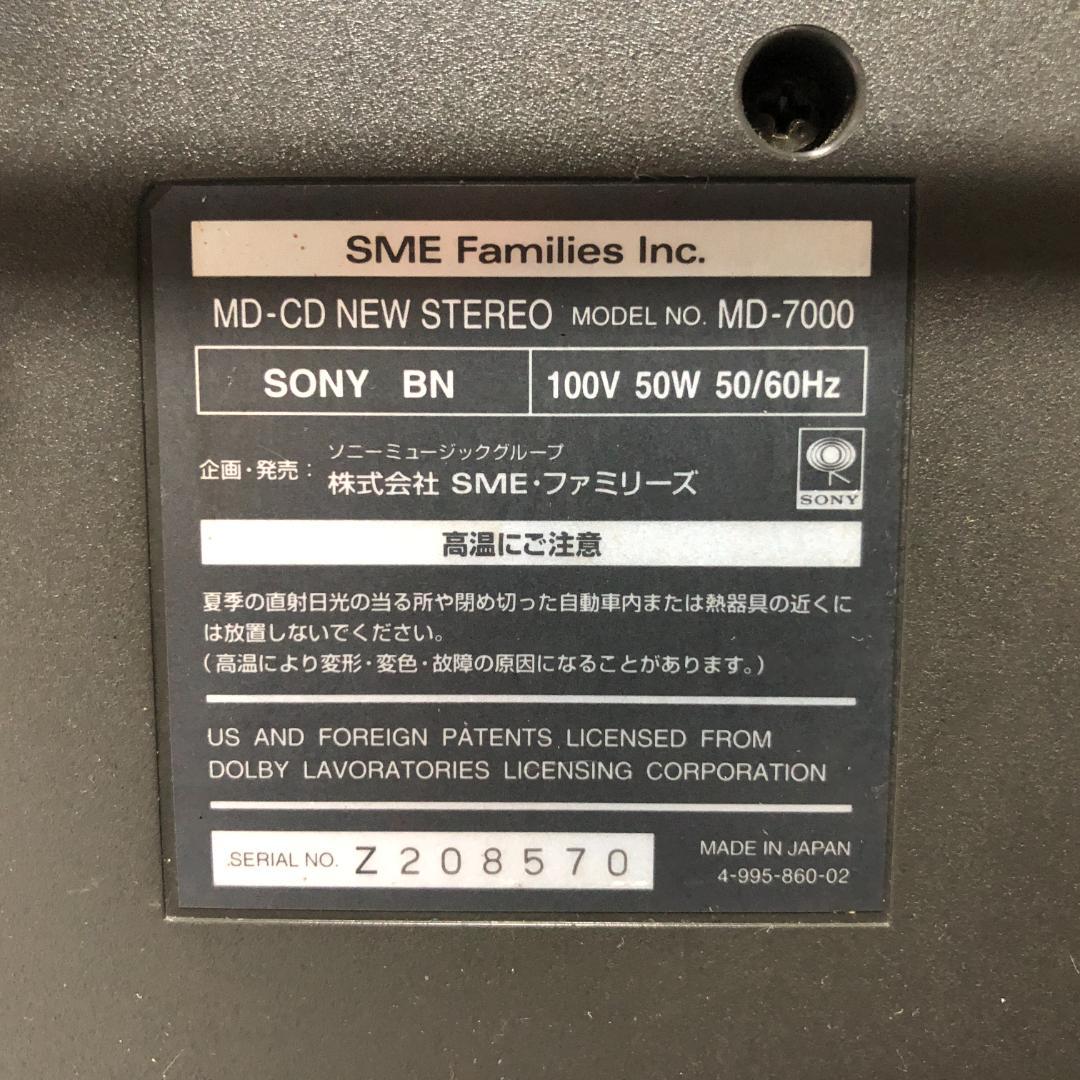 SME Families Inc.
MD-CD NEW STEREO MODEL NO. MD-7000
SONY BN 100V 50W 50/60Hz
ソニーミュージックグループ
企画・発売： 株式会社 SME・ファミリーズ
SONY
高温にご注意
夏季の直射日光の当る所や閉め切った自動車内または熱器具の近くに
は放置しないでください。
（高温により変形・変色・故障の原因になることがあります。）
US AND FOREIGN PATENTS LICENSED FROM
DOLBY LAVORATORIES LICENSING CORPORATION
SERIAL NO. Z208570
MADE IN JAPAN
4-995-860-02